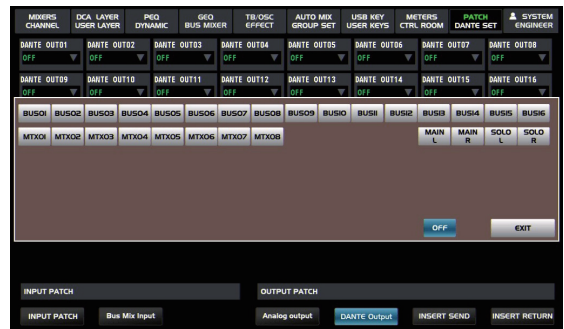 MIXERS DCA LAYER PEQ GEQ TB/OSC AUTO MIX USB KEY METERS PATCH SYSTEM
CHANNEL USER LAYER DYNAMIC BUS MIXER EFFECT GROUP SET USER KEYS CTRL ROOM DANTE SET ENGINEER
DANTE OUT01 DANTE OUT02 DANTE OUT03 DANTE OUT04 DANTE OUT05 DANTE OUT06 DANTE OUT07 DANTE OUT08
OFF OFF OFF OFF OFF OFF OFF OFF
DANTE OUT09 DANTE OUT10 DANTE OUT11 DANTE OUT12 DANTE OUT13 DANTE OUT14 DANTE OUT15 DANTE OUT16
OFF OFF OFF OFF OFF OFF OFF OFF
BUS01 BUS02 BUS03 BUS04 BUS05 BUS06 BUS07 BUS08 BUS09 BUS10 BUS11 BUS12 BUS13 BUS14 BUS15 BUS16
MTX01 MTX02 MTX03 MTX04 MTX05 MTX06 MTX07 MTX08 MAIN MAIN SOLO SOLO
L R L R
OFF EXIT
INPUT PATCH OUTPUT PATCH
INPUT PATCH Bus Mix Input Analog output DANTE Output INSERT SEND INSERT RETURN